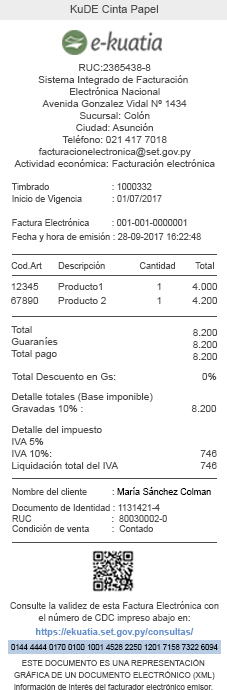 KuDE Cinta Papel
e-kuatia
RUC:2365438-8
Sistema Integrado de Facturación
Electrónica Nacional
Avenida Gonzalez Vidal Nº 1434
Sucursal: Colón
Ciudad: Asunción
Teléfono: 021 417 7018
facturacionelectronica@set.gov.py
Actividad económica: Facturación electrónica
Timbrado : 1000332
Inicio de Vigencia : 01/07/2017
Factura Electrónica : 001-001-0000001
Fecha y hora de emisión : 28-09-2017 16:22:48
Cod.Art Descripción Cantidad Total
12345 Producto1 1 4.000
67890 Producto 2 1 4.200
Total 8.200
Guaraníes 8.200
Total pago 8.200
Total Descuento en Gs: 0%
Detalle totales (Base imponible)
Gravadas 10% : 8.200
Detalle del impuesto
IVA 5%
IVA 10%: 746
Liquidación total del IVA 746
Nombre del cliente : María Sánchez Colman
Documento de Identidad : 1131421-4
RUC : 80030002-0
Condición de venta : Contado
Consulte la validez de esta Factura Electrónica con
el número de CDC impreso abajo en:
https://ekuatia.set.gov.py/consultas/
0144 4444 0170 0100 1001 4528 2250 1201 7158 7322 6094
ESTE DOCUMENTO ES UNA REPRESENTACIÓN
GRÁFICA DE UN DOCUMENTO ELECTRÓNICO (XML)
Información de interés del facturador electrónico emisor.